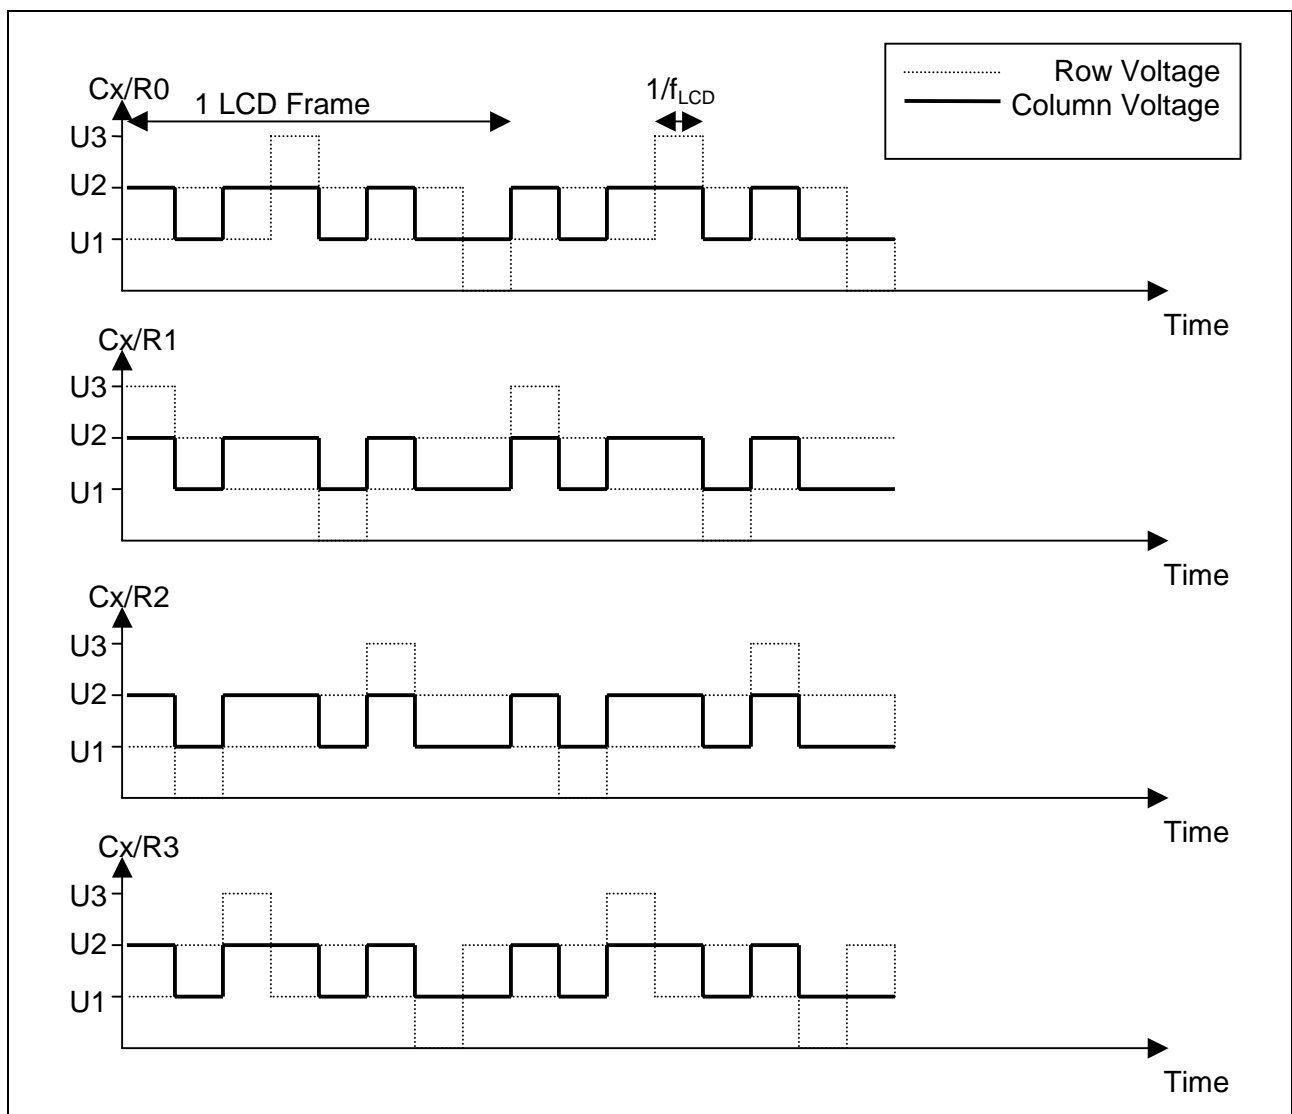 Row Voltage
Column Voltage
Cx/R0
1 LCD Frame
1/fLCD
U3
U2
U1
Time
Cx/R1
U3
U2
U1
Time
Cx/R2
U3
U2
U1
Time
Cx/R3
U3
U2
U1
Time